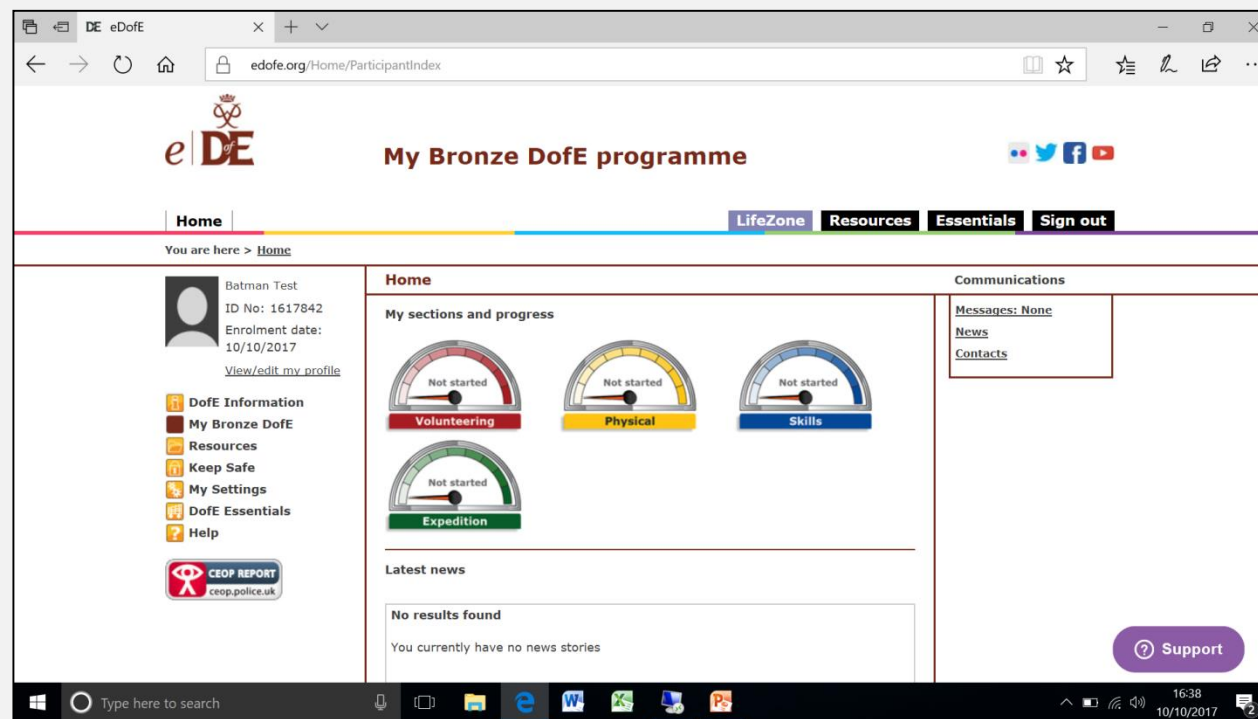 DE eDofE
edofe.org/Home/ParticipantIndex
e DofE
My Bronze DofE programme
Home
LifeZone
Resources
Essentials
Sign out
You are here > Home
Batman Test
ID No: 1617842
Enrolment date:
10/10/2017
View/edit my profile
DofE Information
My Bronze DofE
Resources
Keep Safe
My Settings
DofE Essentials
Help
CEOP REPORT
ceop.police.uk
Home
My sections and progress
Not started
Volunteering
Not started
Physical
Not started
Skills
Not started
Expedition
Latest news
No results found
You currently have no news stories
Communications
Messages: None
News
Contacts
Support
Type here to search
16:38
10/10/2017
2